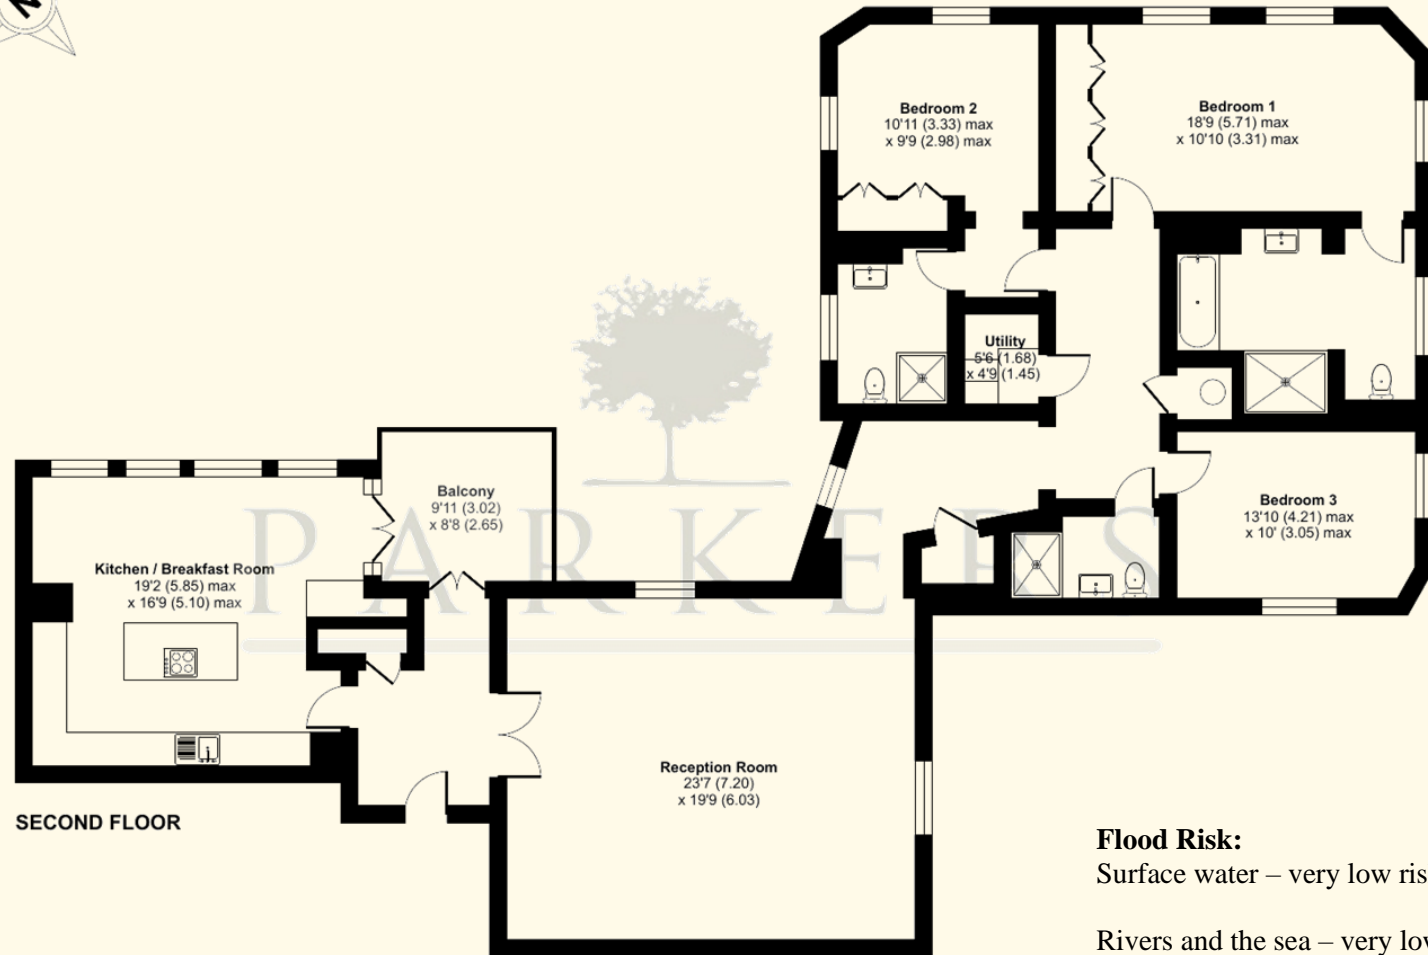 N
Bedroom 2
10'11 (3.33) max
x 9'9 (2.98) max
Bedroom 1
18'9 (5.71) max
x 10'10 (3.31) max
Utility
5'6 (1.68)
x 4'9 (1.45)
Balcony
9'11 (3.02)
x 8'8 (2.65)
Bedroom 3
13'10 (4.21) max
x 10' (3.05) max
Kitchen / Breakfast Room
19'2 (5.85) max
x 16'9 (5.10) max
PARKERS
Reception Room
23'7 (7.20)
x 19'9 (6.03)
SECOND FLOOR
Flood Risk:
Surface water – very low ris
Rivers and the sea – very low